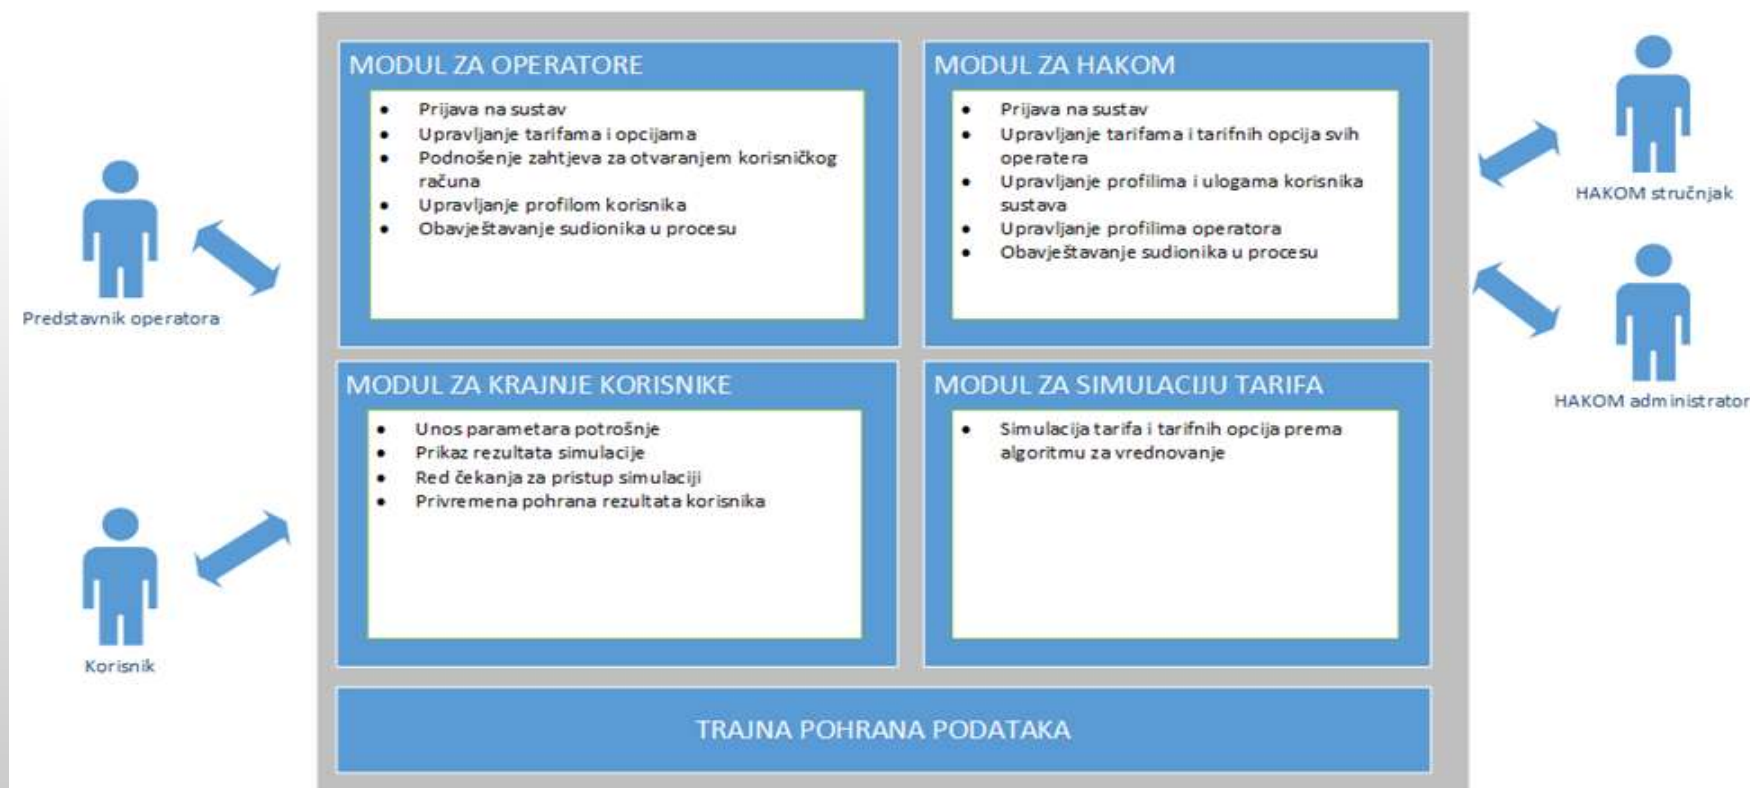 MODUL ZA OPERATORE
• Prijava na sustav
• Upravljanje tarifama i opcijama
• Podnošenje zahtjeva za otvaranjem korisničkog
računa
• Upravljanje profilom korisnika
• Obavještavanje sudionika u procesu
MODUL ZA HAKOM
• Prijava na sustav
• Upravljanje tarifama i tarifnih opcija svih
operatera
• Upravljanje profilima i ulogama korisnika
sustava
• Upravljanje profilima operatora
• Obavještavanje sudionika u procesu
Predstavnik operatora
HAKOM stručnjak
HAKOM administrator
MODUL ZA KRAJNJE KORISNIKE
• Unos parametara potrošnje
• Prikaz rezultata simulacije
• Red čekanja za pristup simulaciji
• Privremena pohrana rezultata korisnika
MODUL ZA SIMULACIJU TARIFA
• Simulacija tarifa i tarifnih opcija prema
algoritmu za vrednovanje
Korisnik
TRAJNA POHRANA PODATAKA